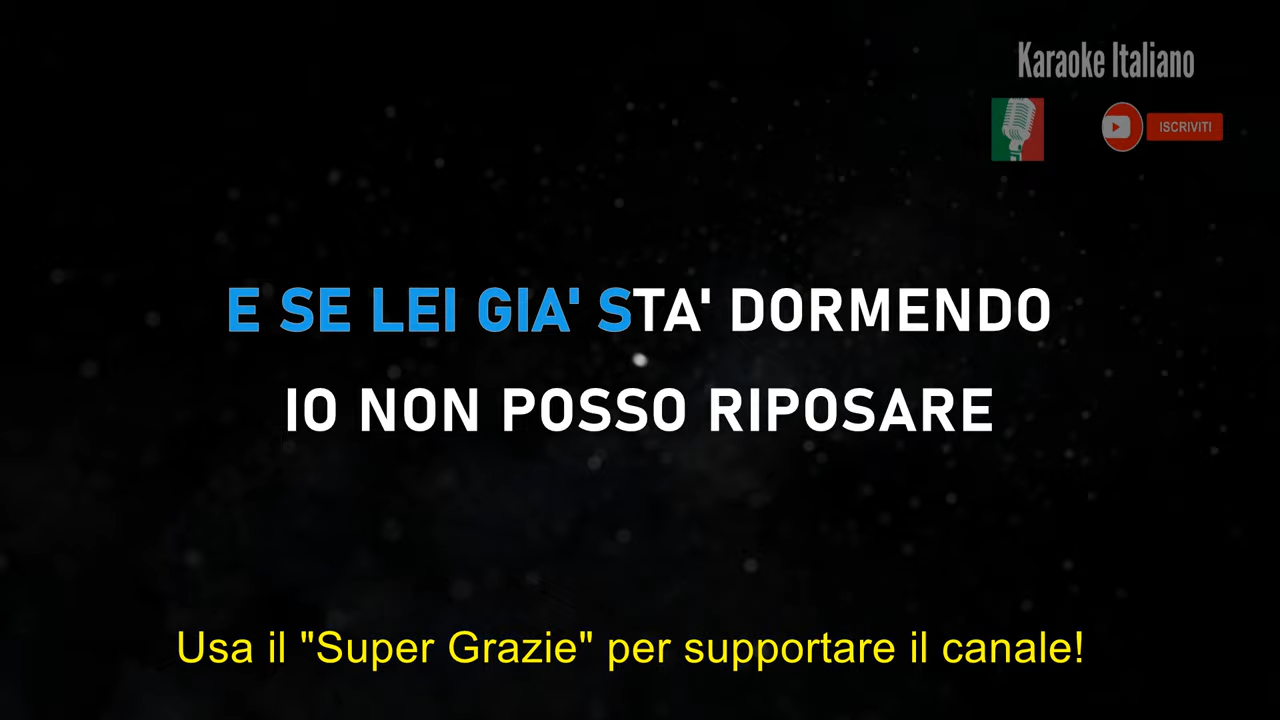 Karaoke Italiano
ISCRIVITI
E SE LEI GIA' STA' DORMENDO
IO NON POSSO RIPOSARE
Usa il "Super Grazie" per supportare il canale!